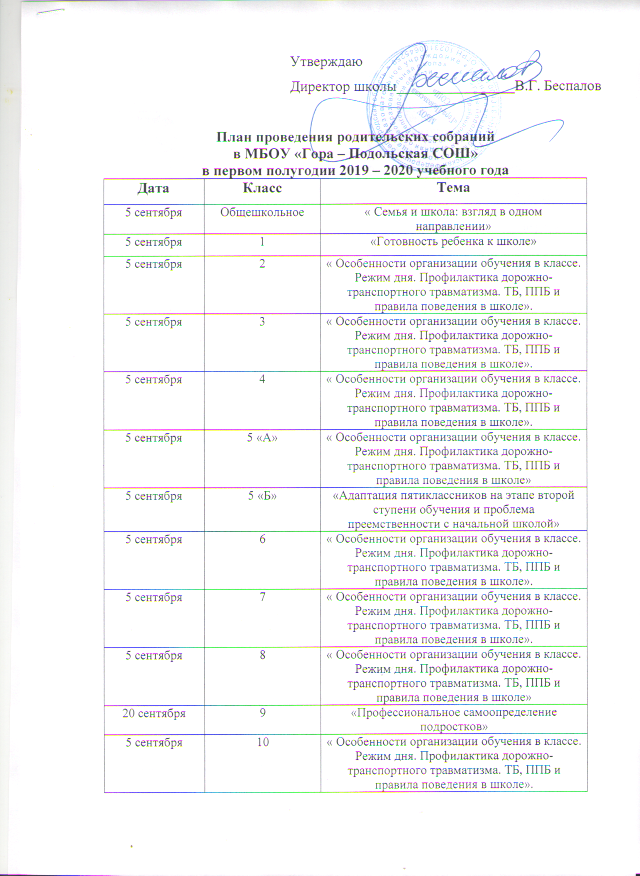 Утверждаю
Директор школы Беспалов В.Г. Беспалов
План проведения родительских собраний
в МБОУ «Гора – Подольская СОШ»
в первом полугодии 2019 – 2020 учебного года
Дата Класс Тема
5 сентября Общешкольное « Семья и школа: взгляд в одном
направлении»
5 сентября 1 «Готовность ребенка к школе»
5 сентября 2 « Особенности организации обучения в классе.
Режим дня. Профилактика дорожно-
транспортного травматизма. ТБ, ППБ и
правила поведения в школе».
5 сентября 3 « Особенности организации обучения в классе.
Режим дня. Профилактика дорожно-
транспортного травматизма. ТБ, ППБ и
правила поведения в школе».
5 сентября 4 « Особенности организации обучения в классе.
Режим дня. Профилактика дорожно-
транспортного травматизма. ТБ, ППБ и
правила поведения в школе».
5 сентября 5 «А» « Особенности организации обучения в классе.
Режим дня. Профилактика дорожно-
транспортного травматизма. ТБ, ППБ и
правила поведения в школе»
5 сентября 5 «Б» «Адаптация пятиклассников на этапе второй
ступени обучения и проблема
преемственности с начальной школой»
5 сентября 6 « Особенности организации обучения в классе.
Режим дня. Профилактика дорожно-
транспортного травматизма. ТБ, ППБ и
правила поведения в школе».
5 сентября 7 « Особенности организации обучения в классе.
Режим дня. Профилактика дорожно-
транспортного травматизма. ТБ, ППБ и
правила поведения в школе».
5 сентября 8 « Особенности организации обучения в классе.
Режим дня. Профилактика дорожно-
транспортного травматизма. ТБ, ППБ и
правила поведения в школе»
20 сентября 9 «Профессиональное самоопределение
подростков»
5 сентября 10 « Особенности организации обучения в классе.
Режим дня. Профилактика дорожно-
транспортного травматизма. ТБ, ППБ и
правила поведения в школе».